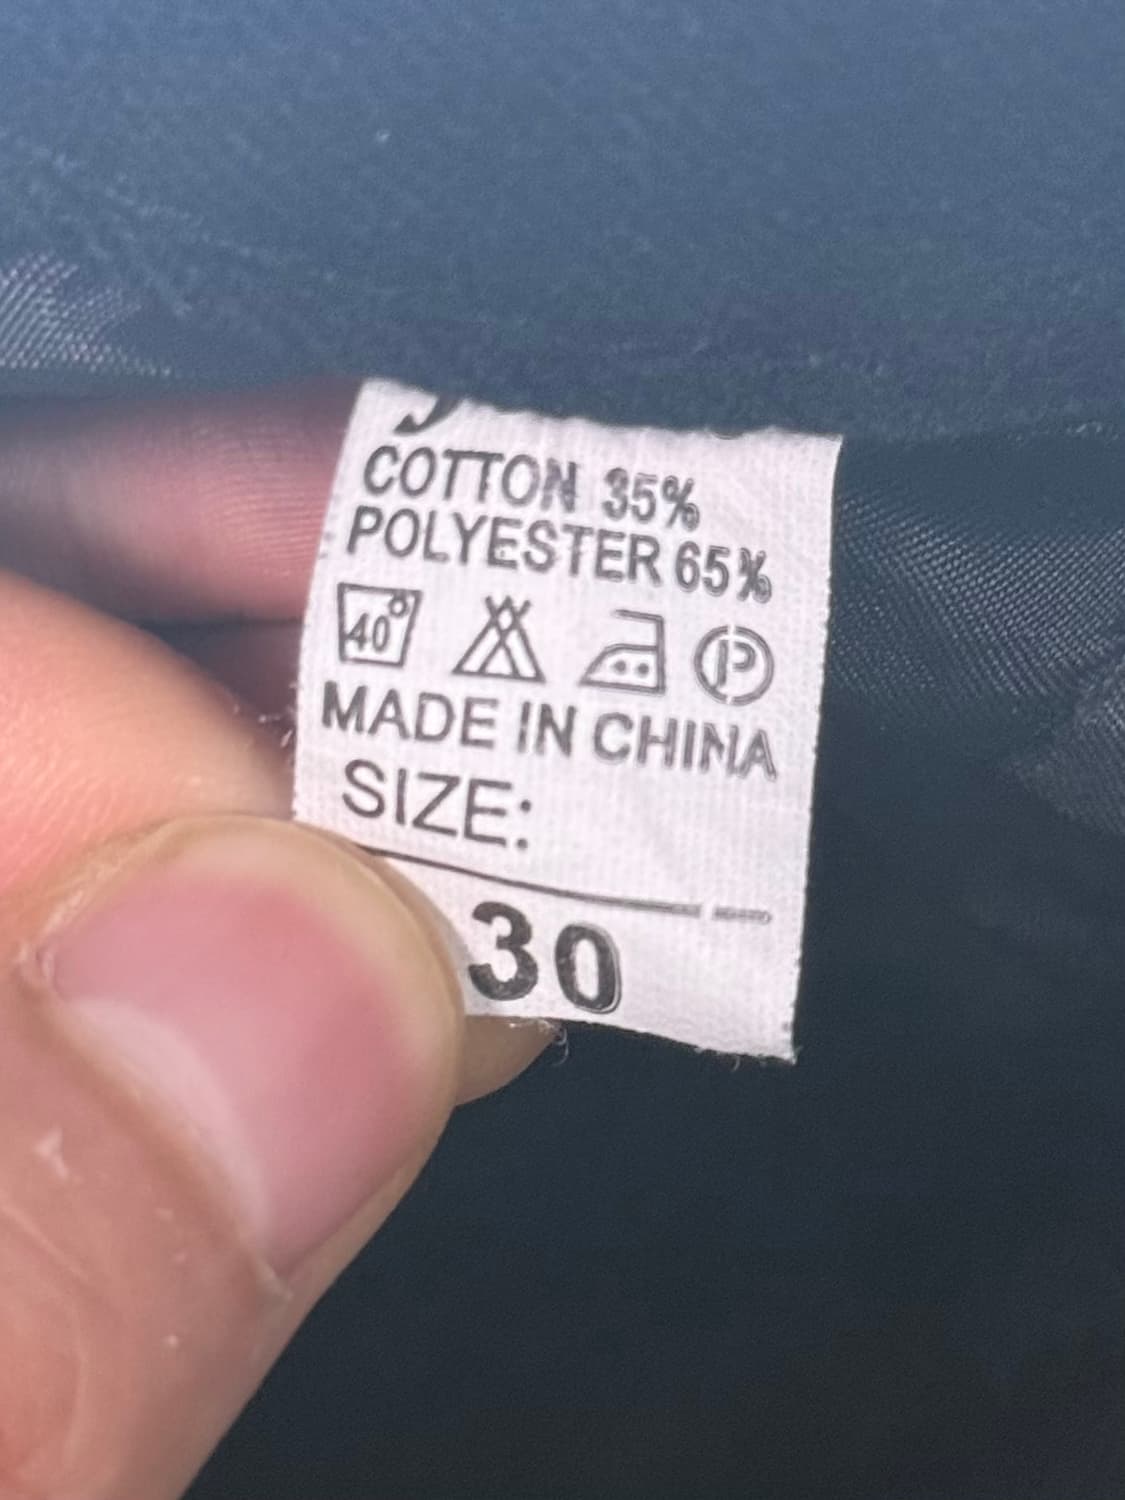 COTTON 35%
POLYESTER 65%
40°
P
MADE IN CHINA
SIZE:
30